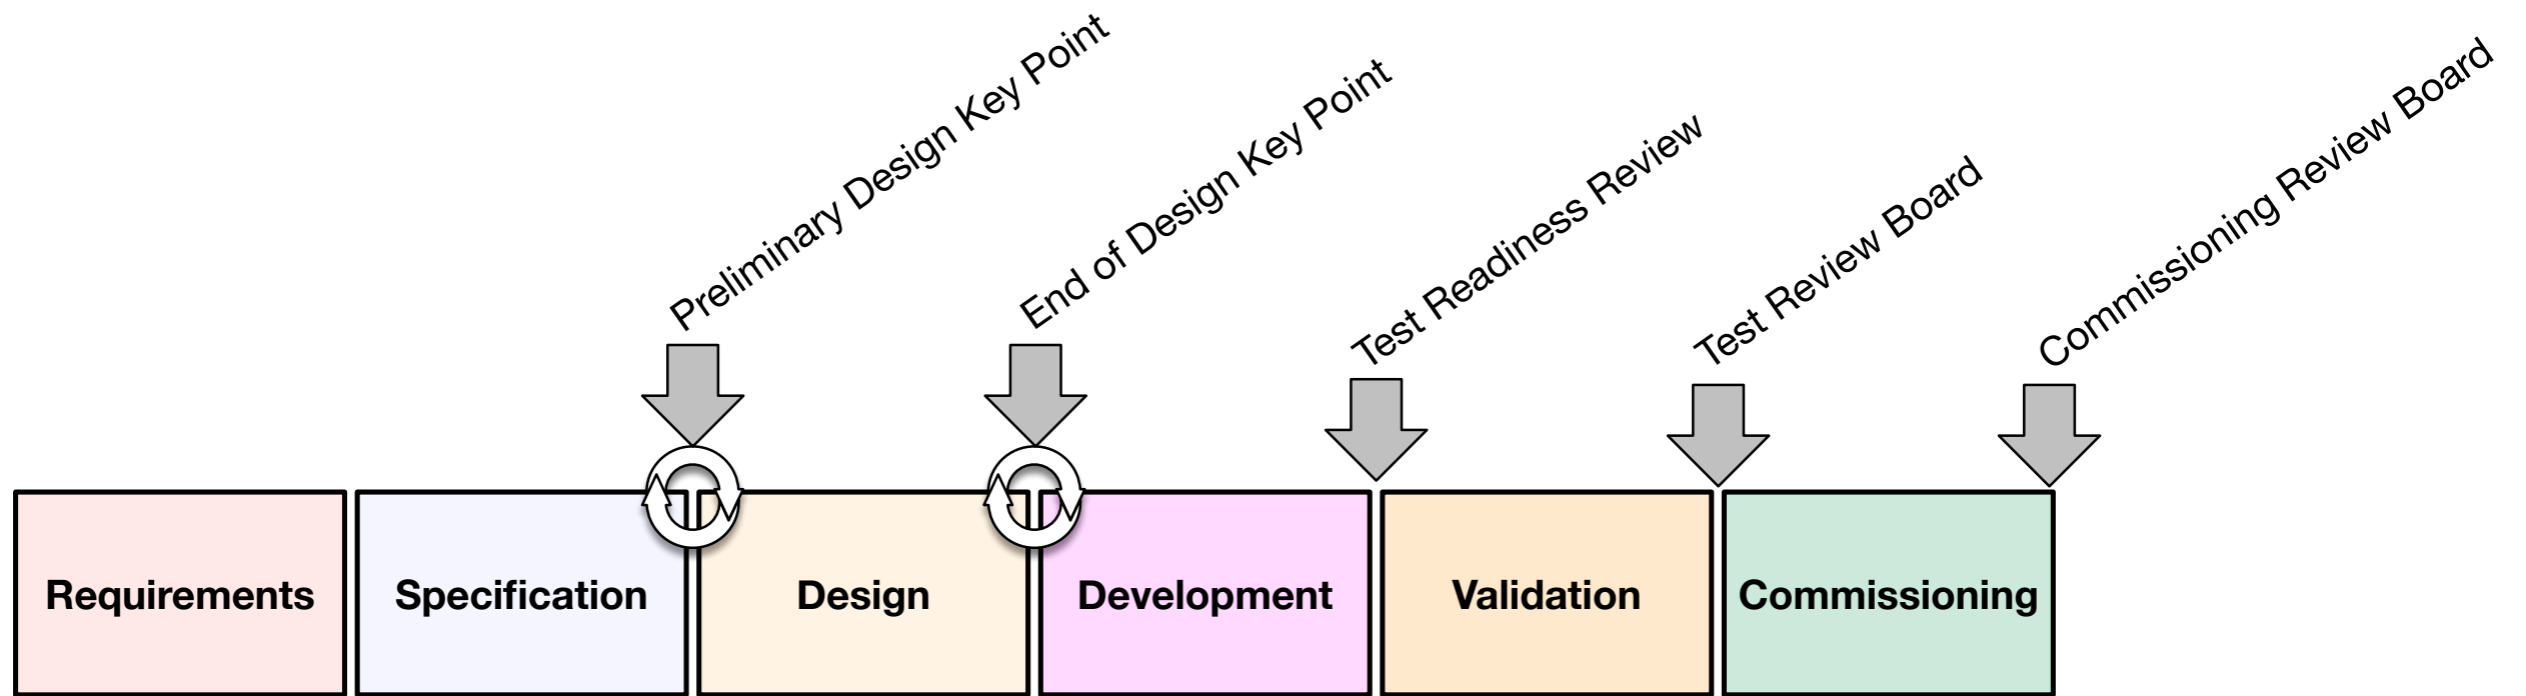 Preliminary Design Key Point
End of Design Key Point
Test Readiness Review
Test Review Board
Commissioning Review Board
Requirements
Specification
Design
Development
Validation
Commissioning